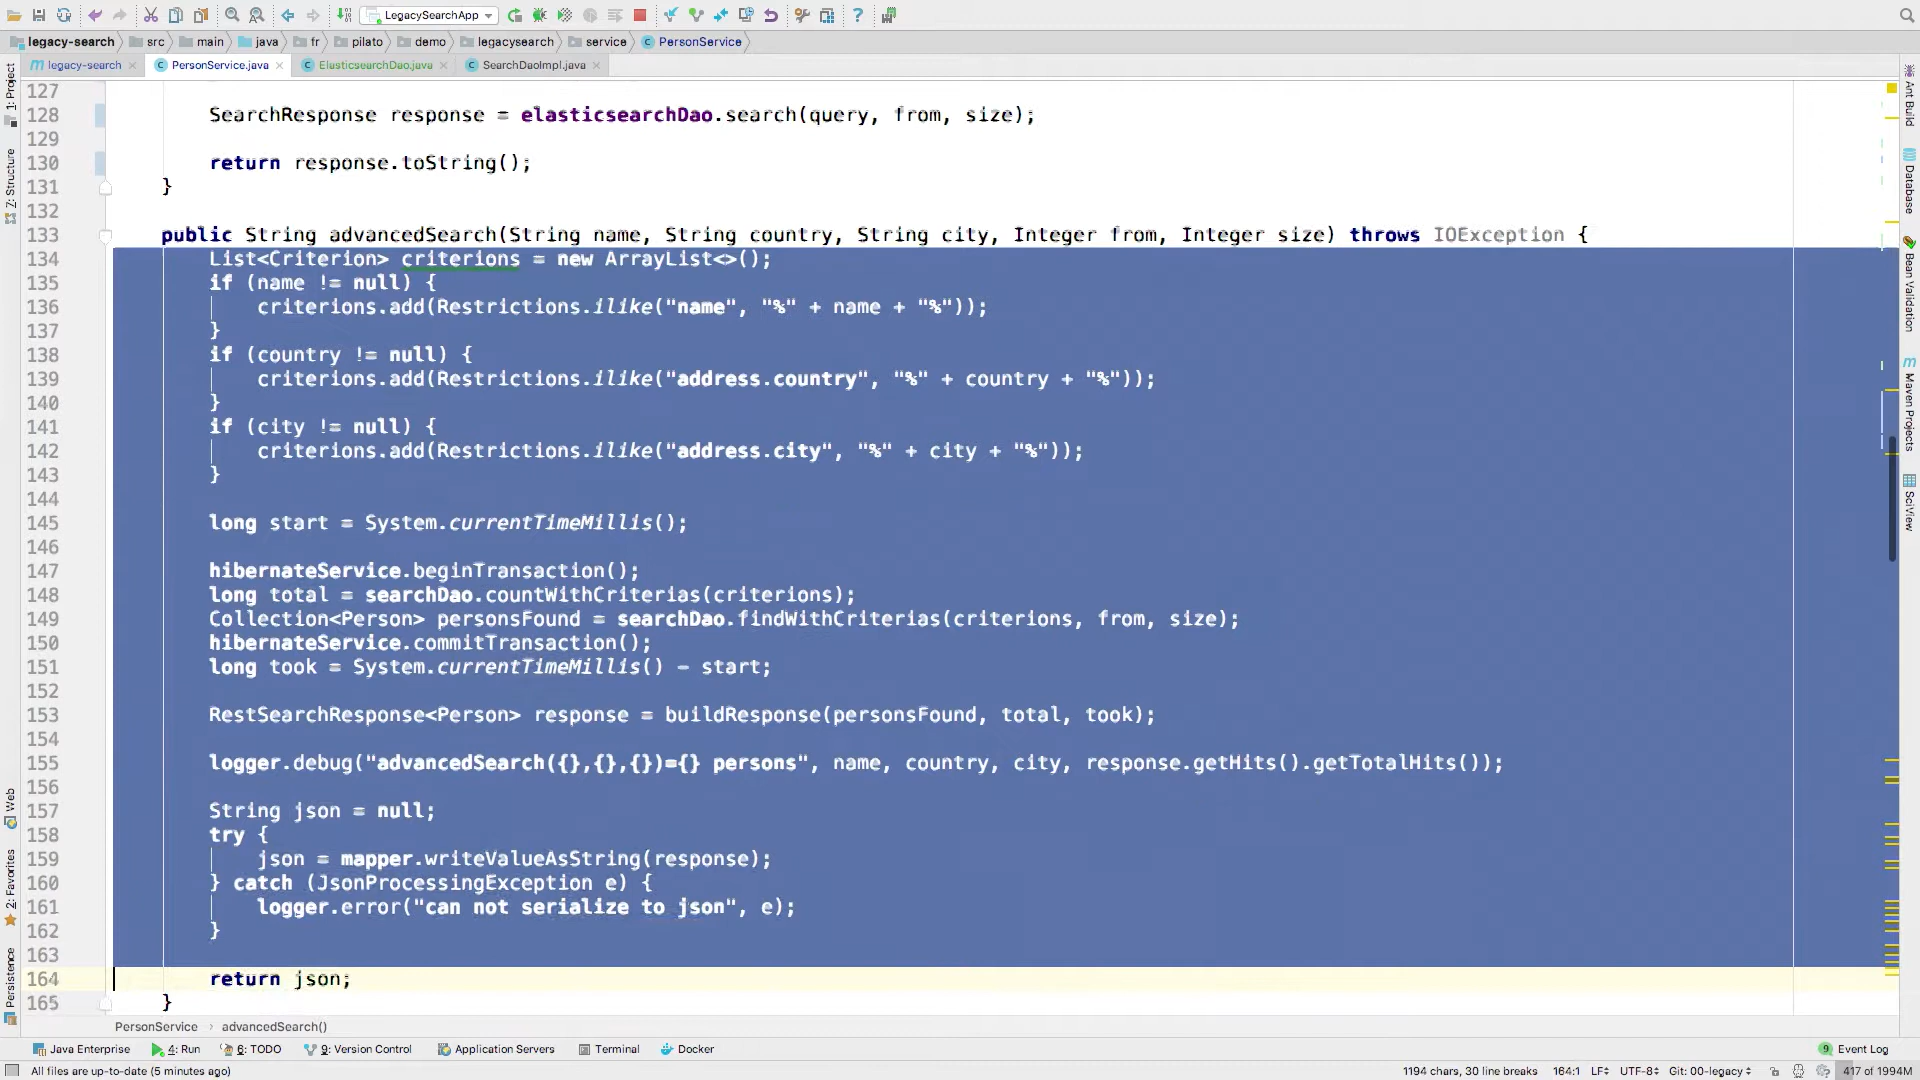 LegacySearchApp
legacy-search src main java fr pilato demo legacysearch service PersonService
legacy-search PersonService.java ElasticsearchDao.java SearchDaoImpl.java
1: Project
Z: Structure
Web
2: Favorites
Persistence
127
128 SearchResponse response = elasticsearchDao.search(query, from, size);
129
130 return response.toString();
131 }
132
133 public String advancedSearch(String name, String country, String city, Integer from, Integer size) throws IOException {
134 List<Criterion> criterions = new ArrayList<>();
135 if (name != null) {
136 criterions.add(Restrictions.ilike("name", "%" + name + "%"));
137 }
138 if (country != null) {
139 criterions.add(Restrictions.ilike("address.country", "%" + country + "%"));
140 }
141 if (city != null) {
142 criterions.add(Restrictions.ilike("address.city", "%" + city + "%"));
143 }
144
145 long start = System.currentTimeMillis();
146
147 hibernateService.beginTransaction();
148 long total = searchDao.countWithCriterias(criterions);
149 Collection<Person> personsFound = searchDao.findWithCriterias(criterions, from, size);
150 hibernateService.commitTransaction();
151 long took = System.currentTimeMillis() - start;
152
153 RestSearchResponse<Person> response = buildResponse(personsFound, total, took);
154
155 logger.debug("advancedSearch({},{},{})={} persons", name, country, city, response.getHits().getTotalHits());
156
157 String json = null;
158 try {
159 json = mapper.writeValueAsString(response);
160 } catch (JsonProcessingException e) {
161 logger.error("can not serialize to json", e);
162 }
163
164 return json;
165 }
Ant Build
Database
Bean Validation
Maven Projects
SciView
PersonService › advancedSearch()
Java Enterprise 4: Run 6: TODO 9: Version Control Application Servers Terminal Docker 9 Event Log
All files are up-to-date (5 minutes ago) 1194 chars, 30 line breaks 164:1 LF UTF-8 Git: 00-legacy 417 of 1994M